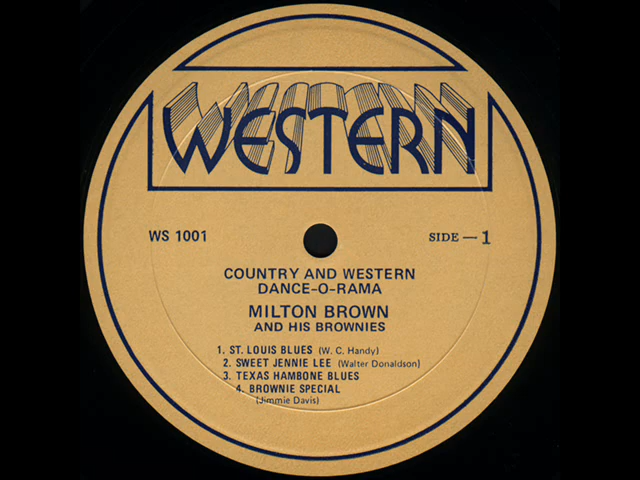 WESTERN
WS 1001
SIDE — 1
COUNTRY AND WESTERN
DANCE-O-RAMA
MILTON BROWN
AND HIS BROWNIES
1. ST. LOUIS BLUES (W. C. Handy)
2. SWEET JENNIE LEE (Walter Donaldson)
3. TEXAS HAMBONE BLUES
4. BROWNIE SPECIAL
(Jimmie Davis)